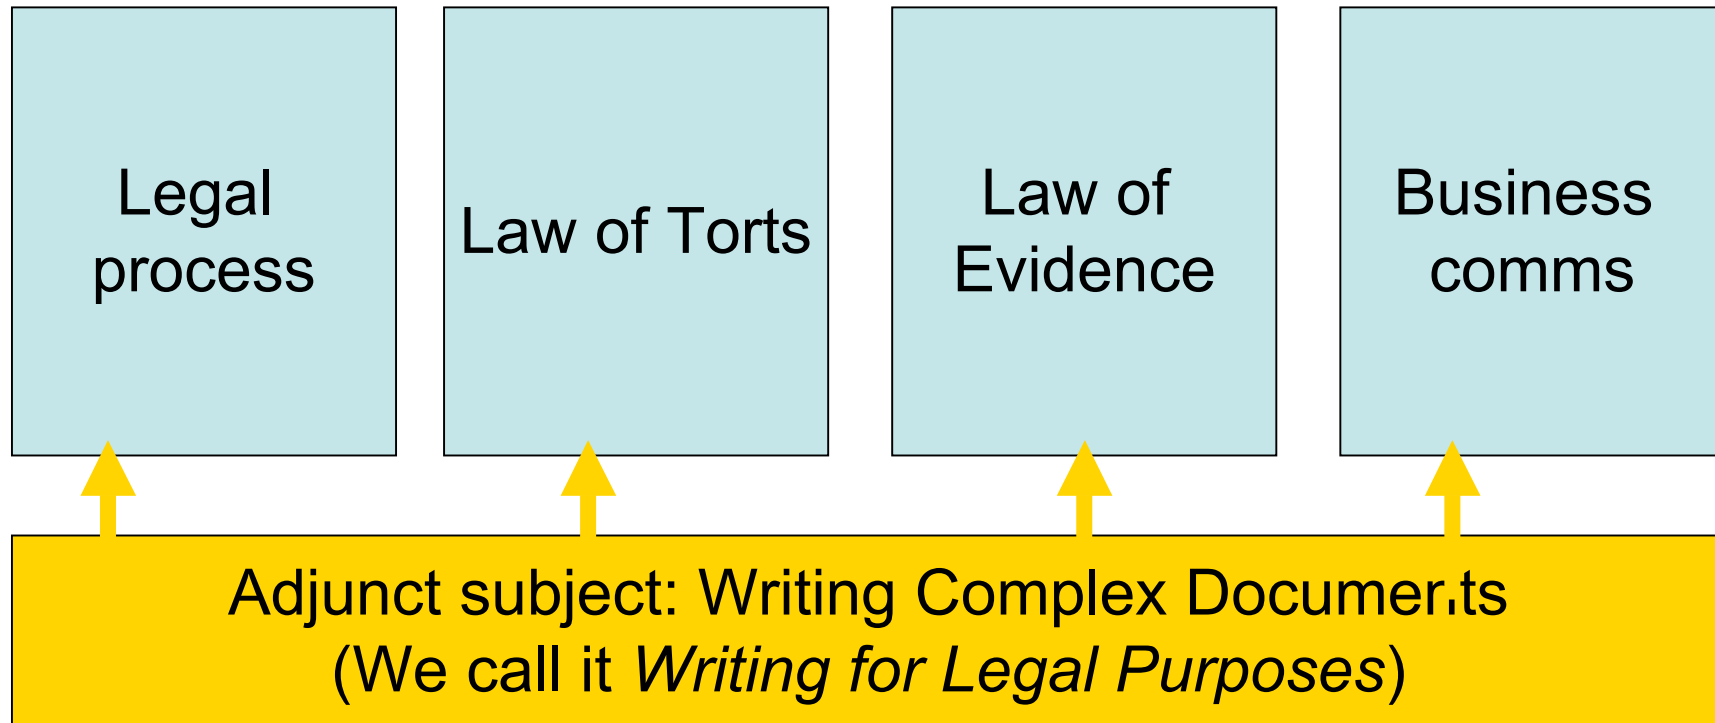 Legal
process
Law of Torts
Law of
Evidence
Business
comms
Adjunct subject: Writing Complex Documents
(We call it Writing for Legal Purposes)